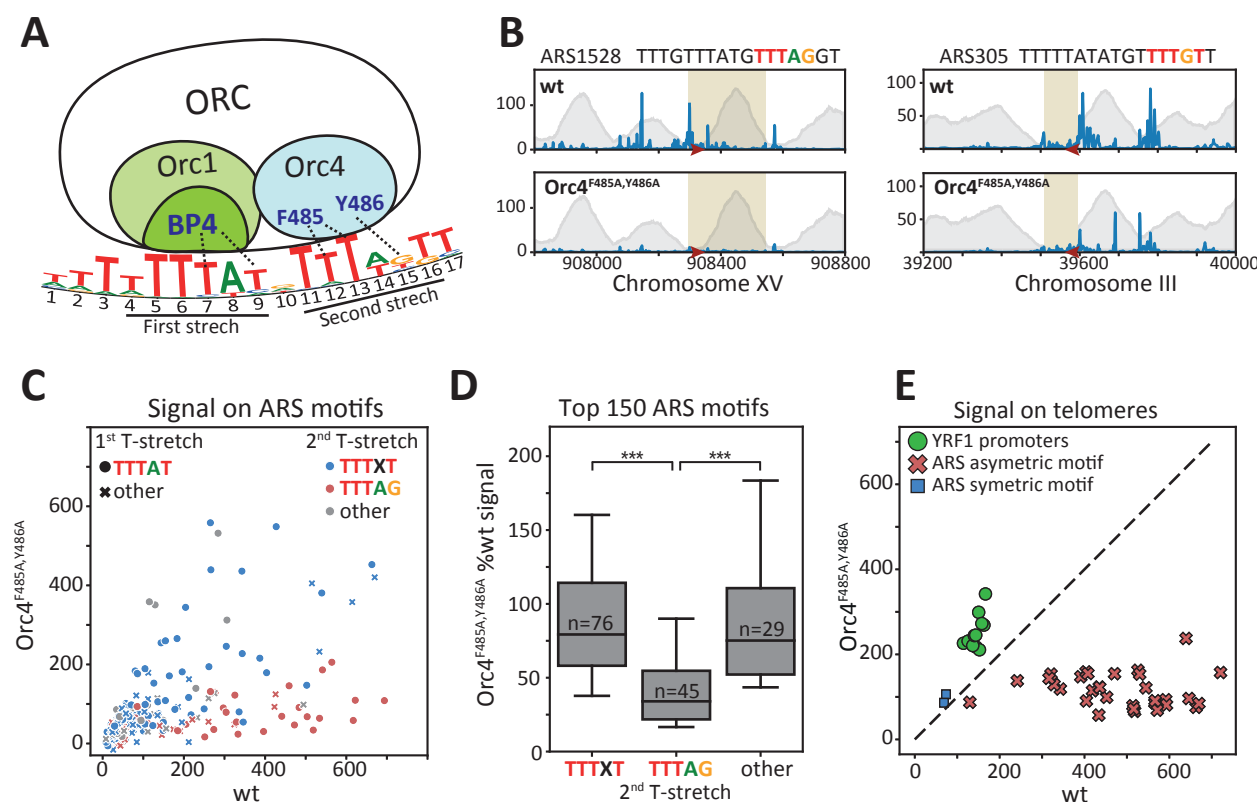 A
ORC
Orc1
Orc4
BP4
F485
Y486
T T T T T T T A T T T T A G T T
1 2 3 4 5 6 7 8 9 10 11 12 13 14 15 16 17
First strech
Second strech
B
ARS1528 TTTGTTTATGTTTAGGT
wt
100
0
Orc4F485A,Y486A
100
0
908000 908400 908800
Chromosome XV
ARS305 TTTTTATATGTTTTGTT
wt
100
50
Orc4F485A,Y486A
50
0
39200 39600 40000
Chromosome III
C
Signal on ARS motifs
1st T-stretch
TTTAT
other
2nd T-stretch
TTTXT
TTTAG
other
Orc4F485A,Y486A
600
400
200
0
0 200 400 600
wt
D
Top 150 ARS motifs
Orc4F485A,Y486A %wt signal
200
150
100
50
0
*** ***
n=76
n=45
n=29
TTTXT TTTAG other
2nd T-stretch
E
Signal on telomeres
YRF1 promoters
ARS asymetric motif
ARS symetric motif
Orc4F485A,Y486A
600
400
200
0
0 200 400 600
wt